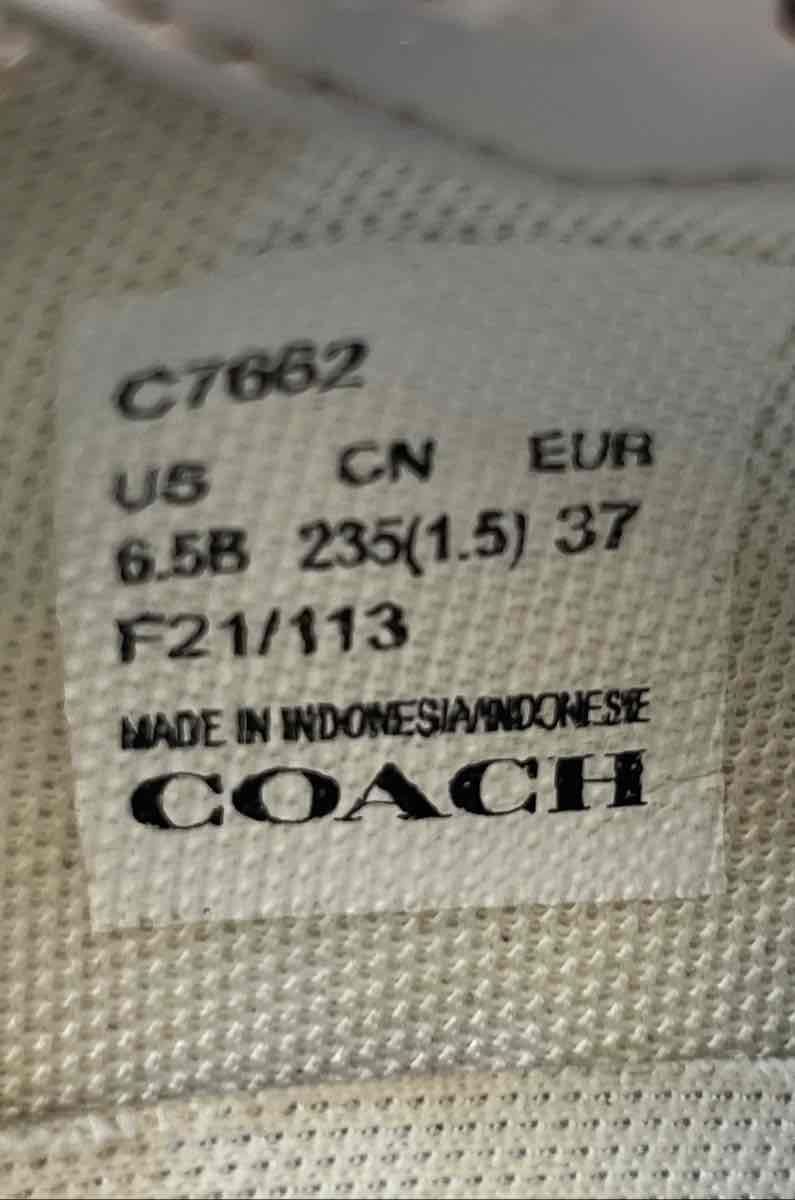 C7662
US CN EUR
6.5B 235(1.5) 37
F21/113
MADE IN INDONESIA/INDONESIE
COACH